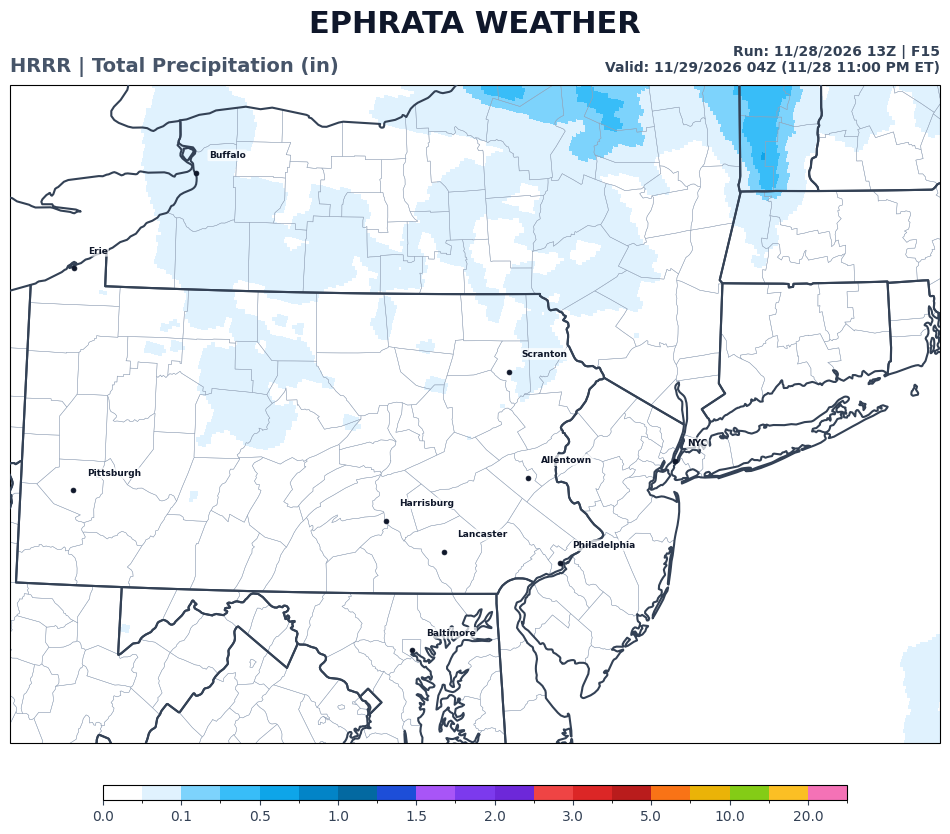 EPHRATA WEATHER
Run: 11/28/2026 13Z | F15
HRRR | Total Precipitation (in)
Valid: 11/29/2026 04Z (11/28 11:00 PM ET)
Buffalo
Erie
Scranton
NYC
Allentown
Pittsburgh
Harrisburg
Lancaster
Philadelphia
Baltimore
0.0 0.1 0.5 1.0 1.5 2.0 3.0 5.0 10.0 20.0